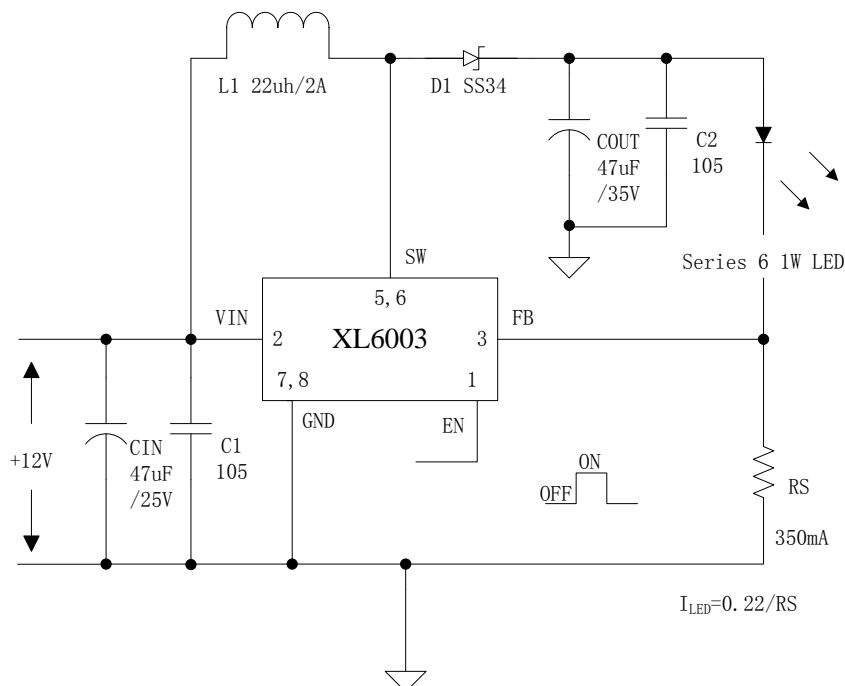 L1 22uh/2A
D1 SS34
COUT
47uF
/35V
C2
105
Series 6 1W LED
SW
5,6
VIN
2
XL6003
3
FB
7,8
1
GND
EN
+12V
CIN
47uF
/25V
C1
105
ON
OFF
RS
350mA
I_LED=0.22/RS